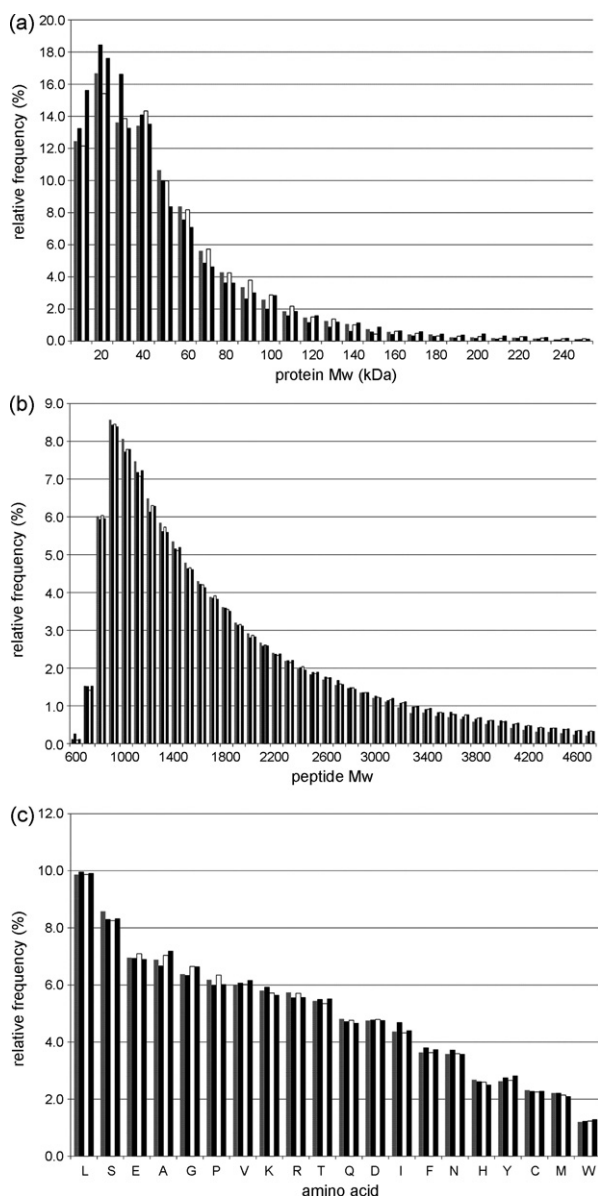 (a)
relative frequency (%)
20.0
18.0
16.0
14.0
12.0
10.0
8.0
6.0
4.0
2.0
0.0
20 40 60 80 100 120 140 160 180 200 220 240
protein Mw (kDa)
(b)
relative frequency (%)
9.0
8.0
7.0
6.0
5.0
4.0
3.0
2.0
1.0
0.0
600 1000 1400 1800 2200 2600 3000 3400 3800 4200 4600
peptide Mw
(c)
relative frequency (%)
12.0
10.0
8.0
6.0
4.0
2.0
0.0
L S E A G P V K R T Q D I F N H Y C M W
amino acid